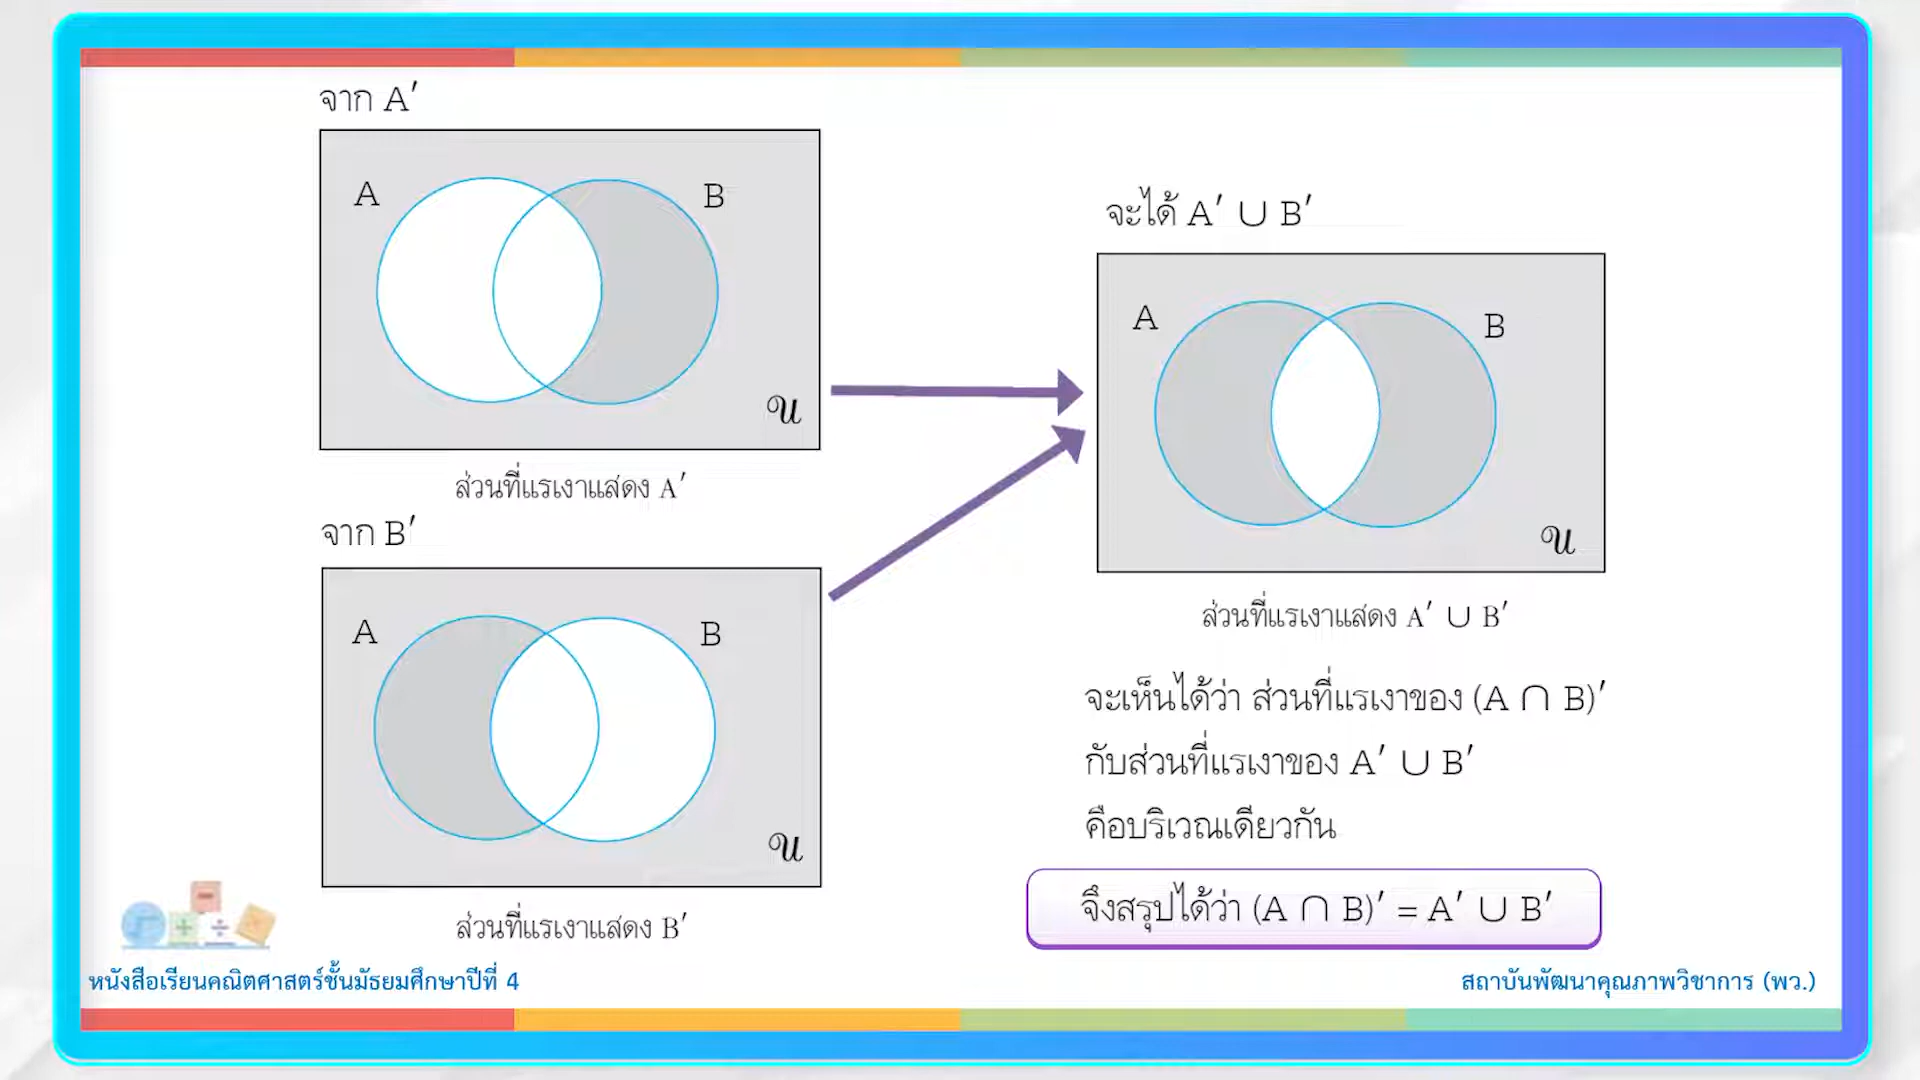 จาก A′
A
B
𝒰
ส่วนที่แรเงาแสดง A′
จาก B′
A
B
𝒰
ส่วนที่แรเงาแสดง B′
จะได้ A′ ∪ B′
A
B
𝒰
ส่วนที่แรเงาแสดง A′ ∪ B′
จะเห็นได้ว่า ส่วนที่แรเงาของ (A ∩ B)′
กับส่วนที่แรเงาของ A′ ∪ B′
คือบริเวณเดียวกัน
จึงสรุปได้ว่า (A ∩ B)′ = A′ ∪ B′
หนังสือเรียนคณิตศาสตร์ชั้นมัธยมศึกษาปีที่ 4
สถาบันพัฒนาคุณภาพวิชาการ (พว.)